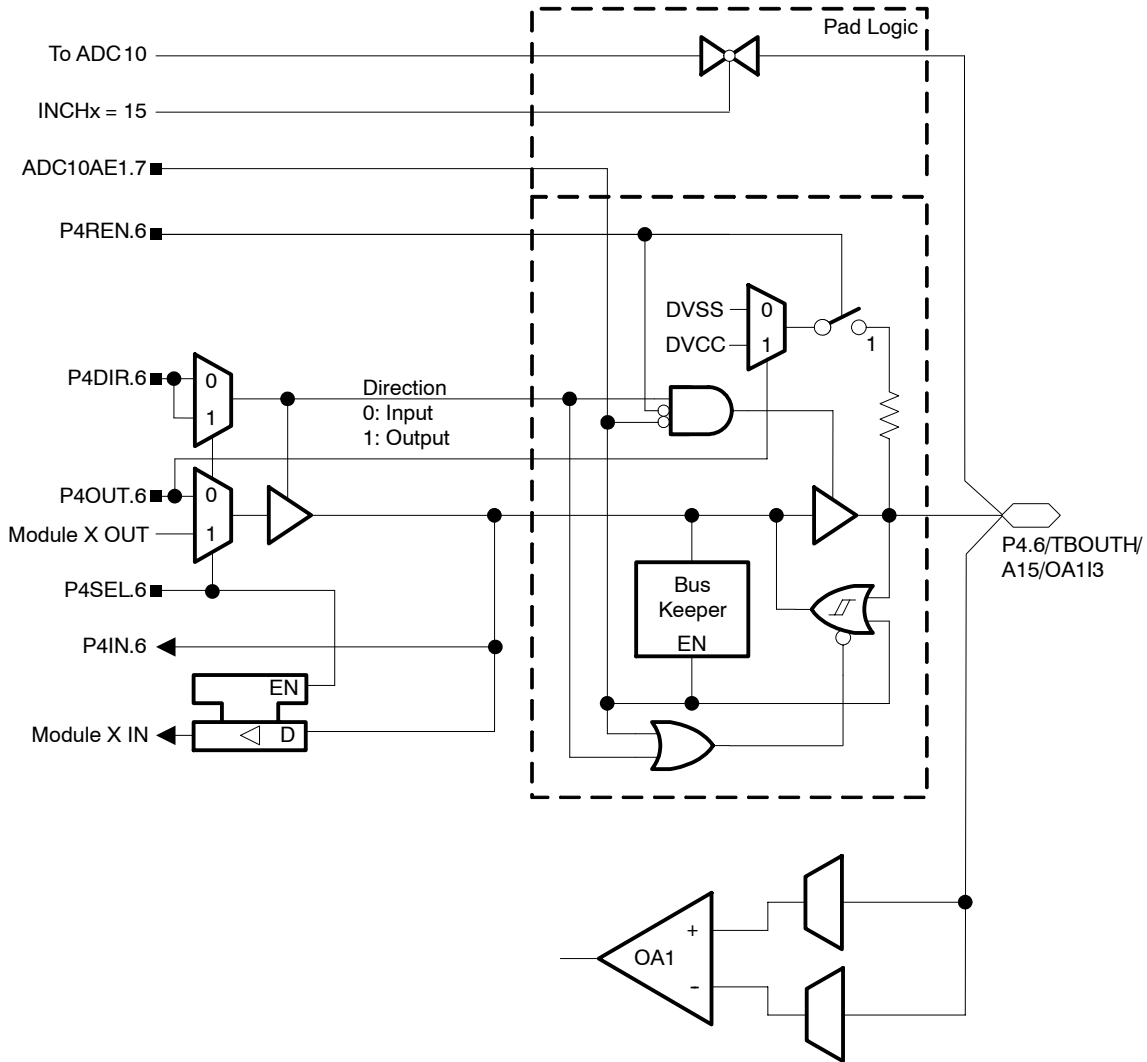 Pad Logic
To ADC10
INCHx = 15
ADC10AE1.7
P4REN.6
DVSS
0
DVCC
1
1
P4DIR.6
0
1
Direction
0: Input
1: Output
P4OUT.6
0
Module X OUT
1
P4SEL.6
P4IN.6
EN
Module X IN
D
Bus
Keeper
EN
P4.6/TBOUTH/
A15/OA1I3
+
OA1
−